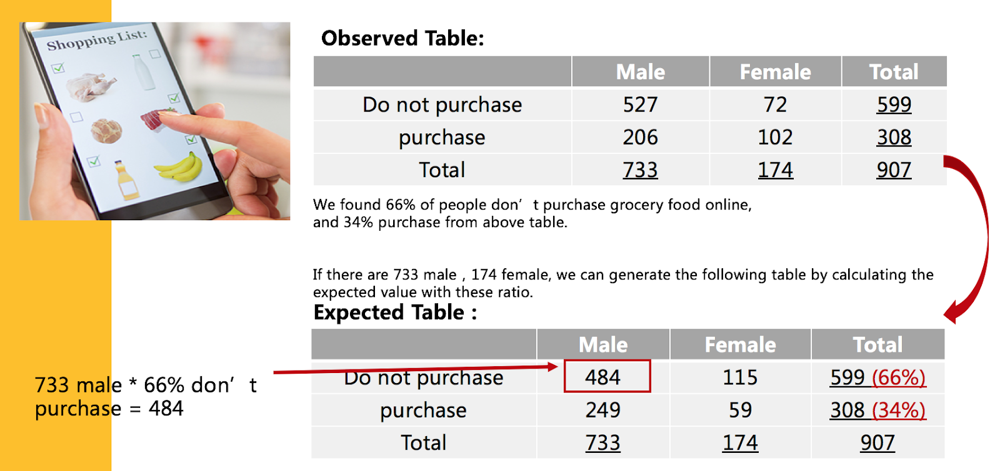 Shopping List:
Observed Table:
Male Female Total
Do not purchase 527 72 599
purchase 206 102 308
Total 733 174 907
We found 66% of people don’ t purchase grocery food online,
and 34% purchase from above table.
If there are 733 male , 174 female, we can generate the following table by calculating the
expected value with these ratio.
Expected Table :
Male Female Total
Do not purchase 484 115 599 (66%)
purchase 249 59 308 (34%)
Total 733 174 907
733 male * 66% don’ t
purchase = 484